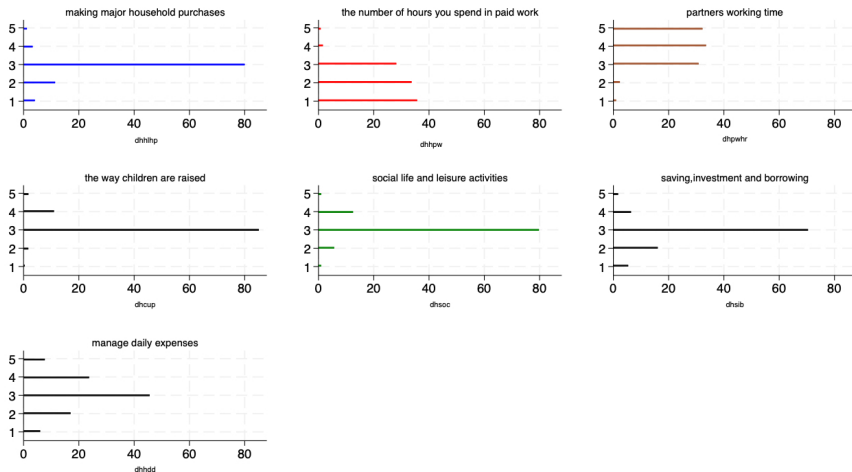 making major household purchases
5
4
3
2
1
0 20 40 60 80
dhhlhp
the number of hours you spend in paid work
5
4
3
2
1
0 20 40 60 80
dhhpw
partners working time
5
4
3
2
1
0 20 40 60 80
dhpwhr
the way children are raised
5
4
3
2
1
0 20 40 60 80
dhcup
social life and leisure activities
5
4
3
2
1
0 20 40 60 80
dhsoc
saving,investment and borrowing
5
4
3
2
1
0 20 40 60 80
dhsib
manage daily expenses
5
4
3
2
1
0 20 40 60 80
dhhdd